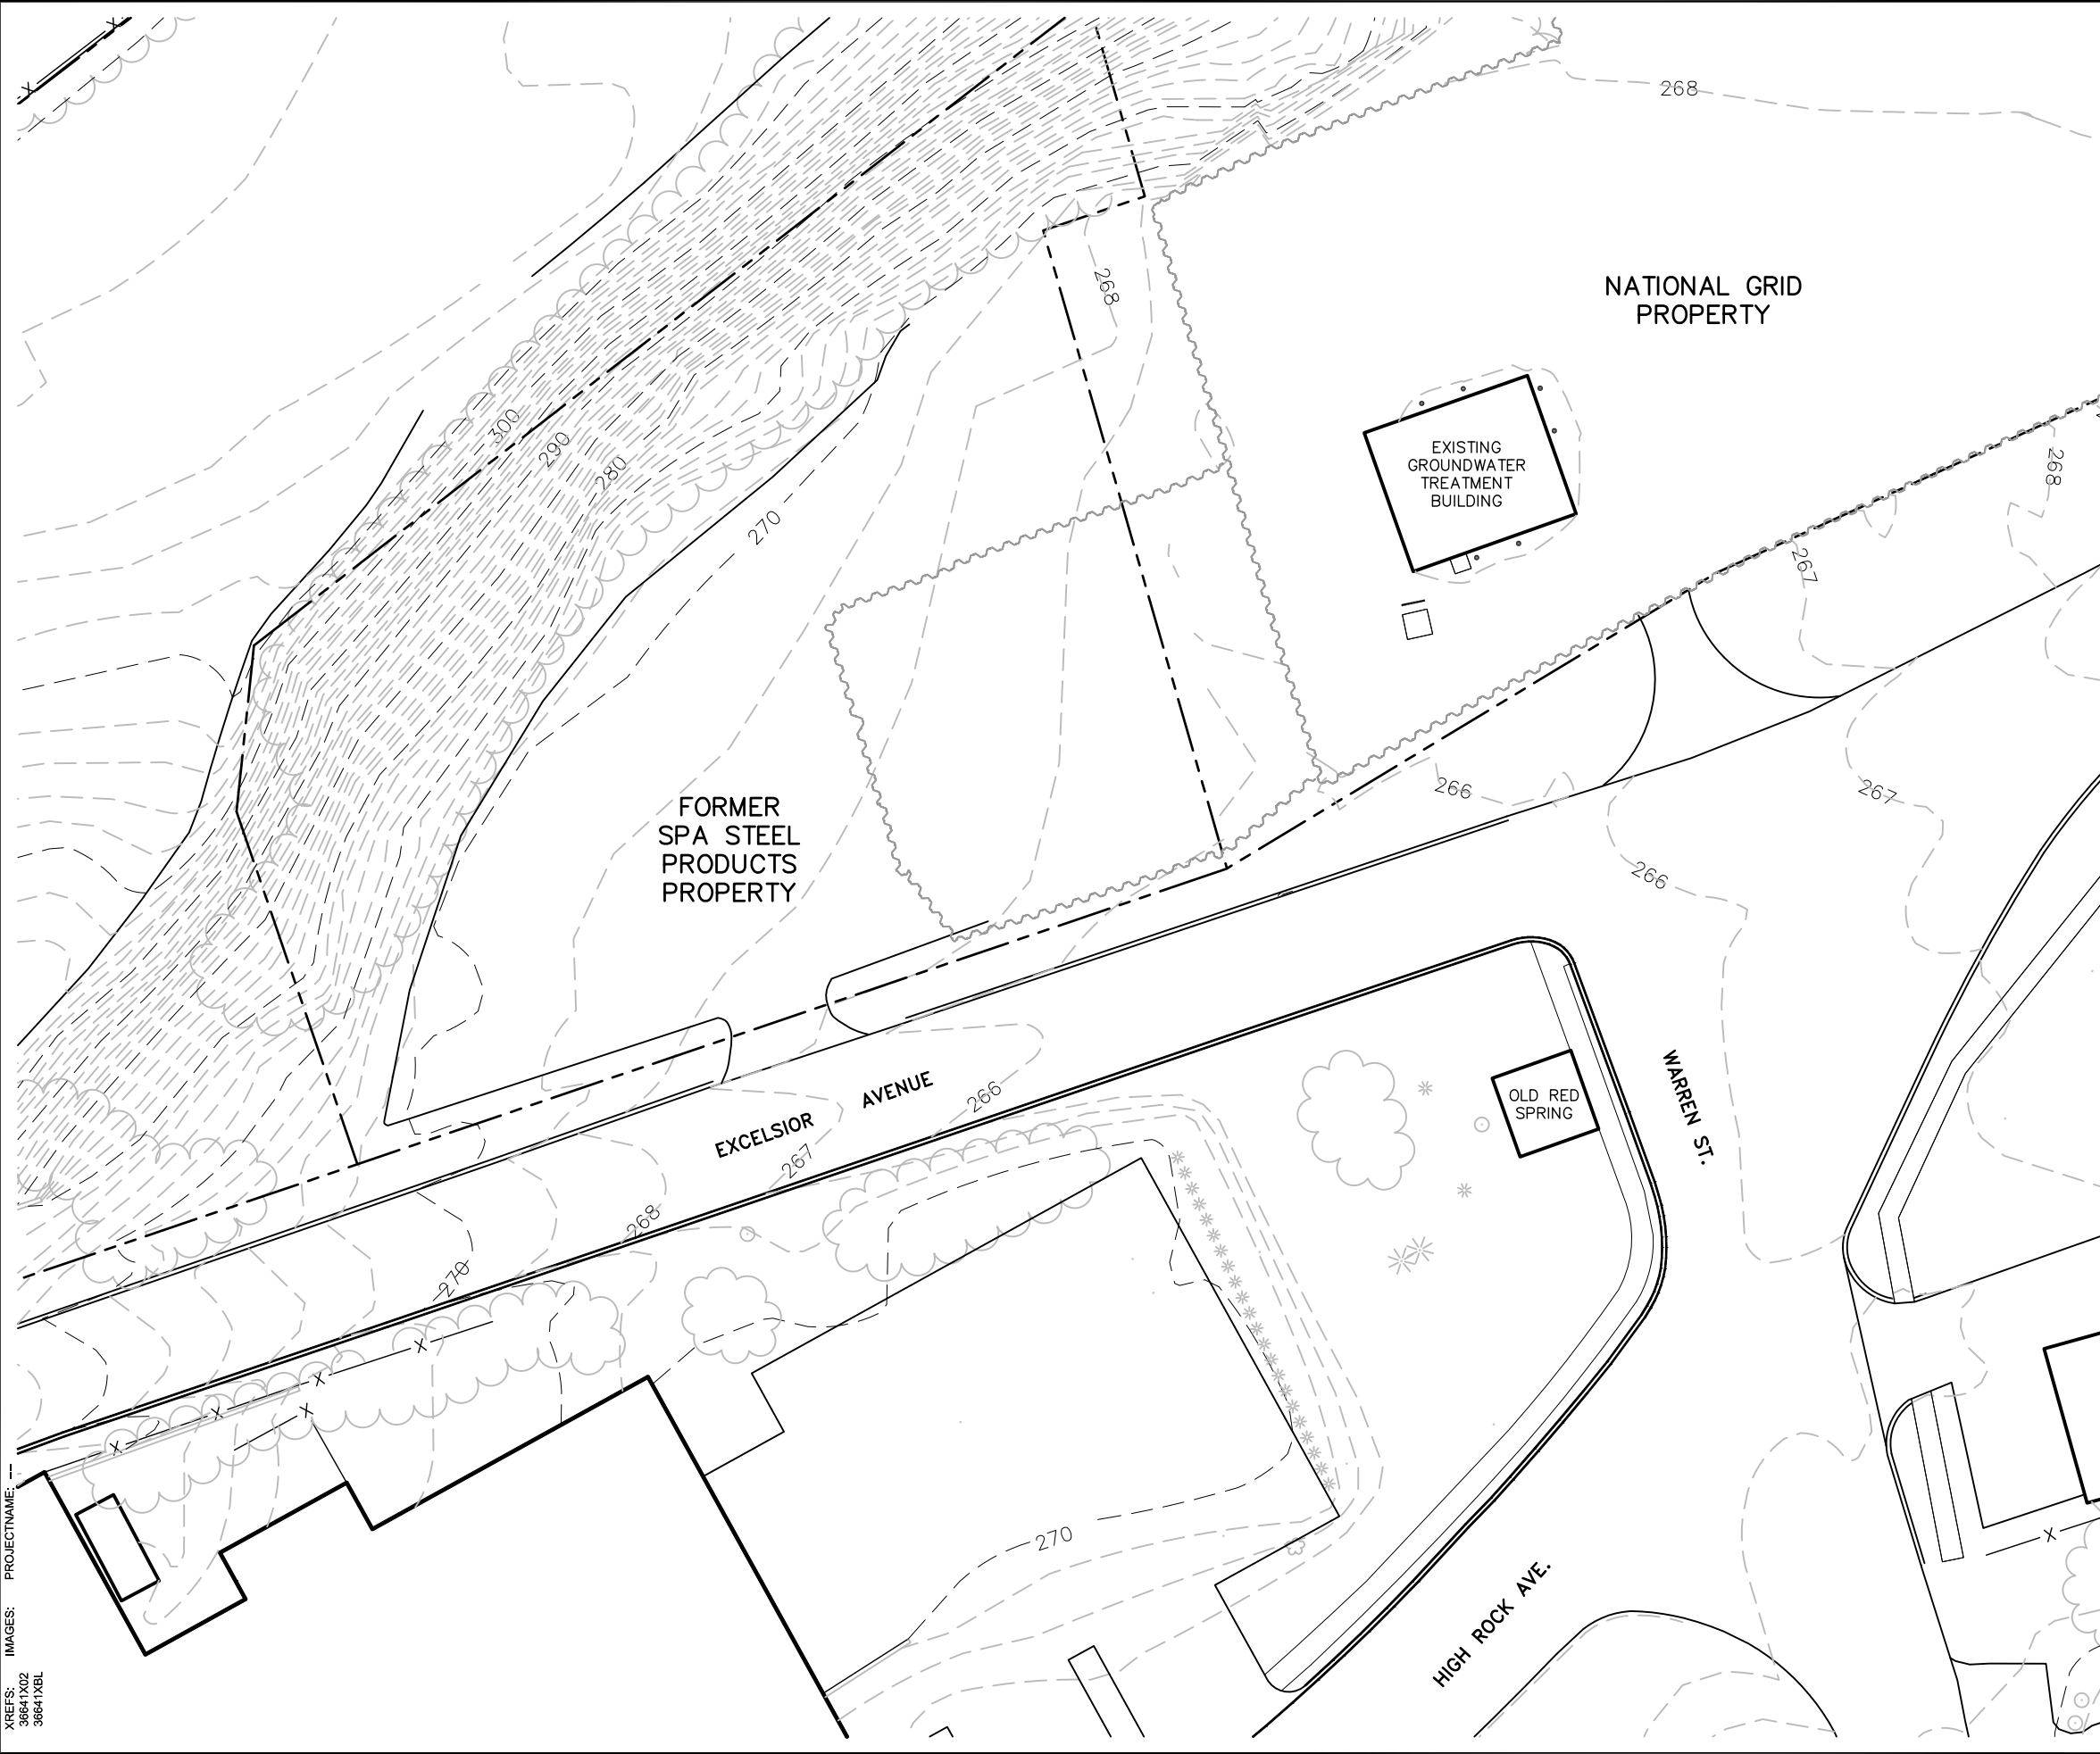 268
NATIONAL GRID
PROPERTY
268
300
290
280
270
EXISTING
GROUNDWATER
TREATMENT
BUILDING
268
267
266
267
FORMER
SPA STEEL
PRODUCTS
PROPERTY
266
EXCELSIOR AVENUE
266
267
268
270
OLD RED
SPRING
WARREN ST.
270
HIGH ROCK AVE.
XREFS: IMAGES: PROJECTNAME: --
36641X02
36641XBL